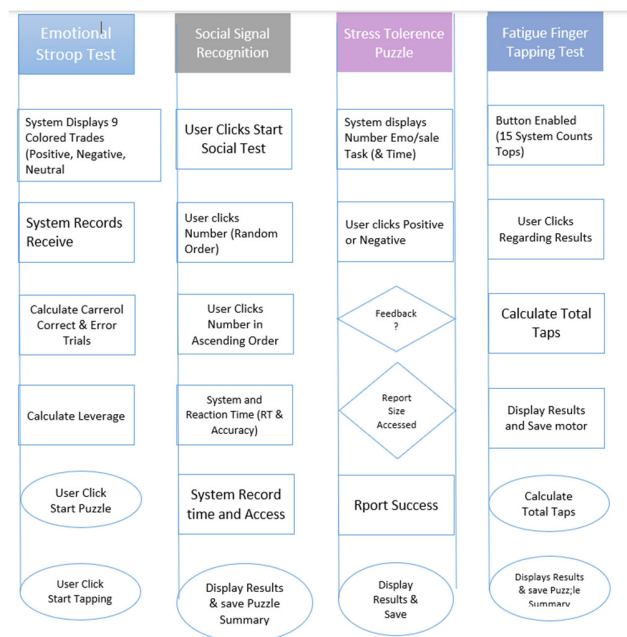 Emotional
Stroop Test
Social Signal
Recognition
Stress Tolerence
Puzzle
Fatigue Finger
Tapping Test
System Displays 9
Colored Trades
(Positive, Negative,
Neutral
User Clicks Start
Social Test
System displays
Number Emo/sale
Task (& Time)
Button Enabled
(15 System Counts
Tops)
System Records
Receive
User clicks
Number (Random
Order)
User clicks Positive
or Negative
User Clicks
Regarding Results
Calculate Carrerol
Correct & Error
Trials
User Clicks
Number in
Ascending Order
Feedback
?
Calculate Total
Taps
Calculate Leverage
System and
Reaction Time (RT &
Accuracy)
Report
Size
Accessed
Display Results
and Save motor
User Click
Start Puzzle
System Record
time and Access
Rport Success
Calculate
Total Taps
User Click
Start Tapping
Display Results
& save Puzzle
Summary
Display
Results &
Save
Displays Results
& save Puzz;le
Summary